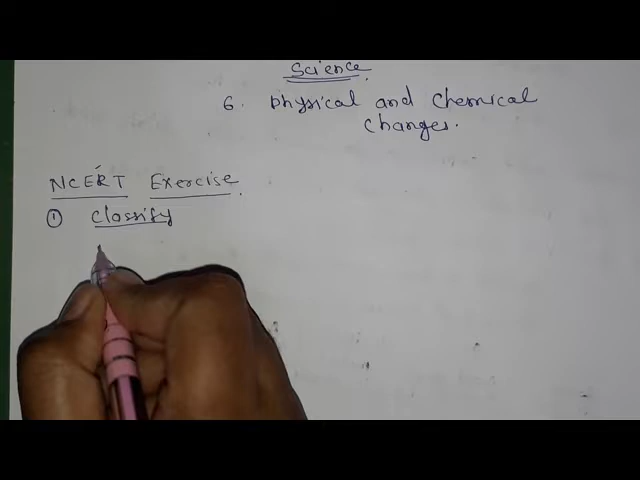 Science.
6. Physical and Chemical
Changes.
NCERT Exercise.
① Classify